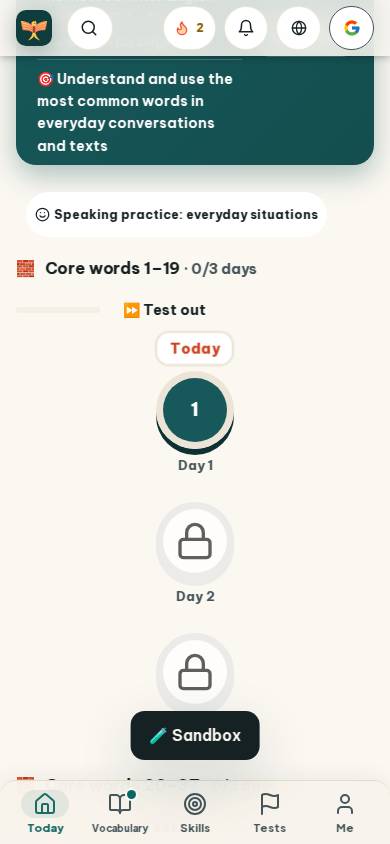 2
🎯 Understand and use the
most common words in
everyday conversations
and texts
Speaking practice: everyday situations
🧱 Core words 1–19 · 0/3 days
⏩ Test out
Today
1
Day 1
Day 2
🧪 Sandbox
Today
Vocabulary
Skills
Tests
Me